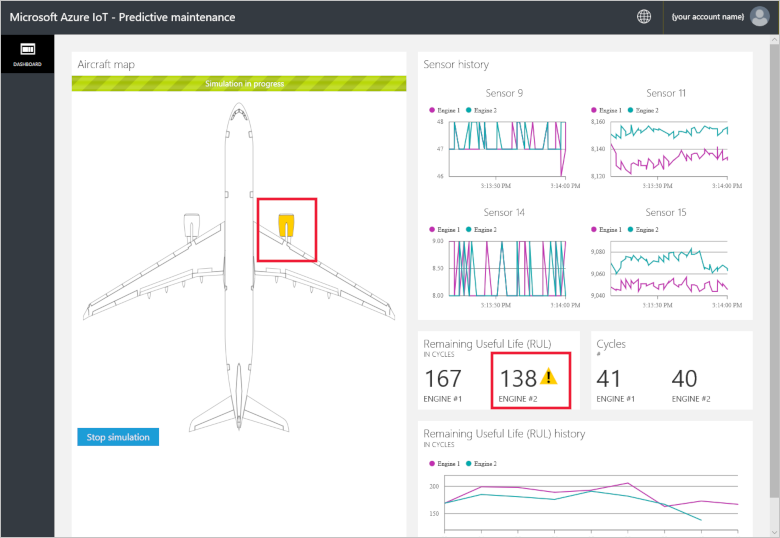 Microsoft Azure IoT - Predictive maintenance
(your account name)
DASHBOARD
Aircraft map
Simulation in progress
Stop simulation
Sensor history
Sensor 9
Engine 1 Engine 2
48
47
46
3:13:30 PM 3:14:00 PM
Sensor 11
Engine 1 Engine 2
8,160
8,140
8,120
3:13:30 PM 3:14:00 PM
Sensor 14
Engine 1 Engine 2
9.00
8.50
8.00
3:13:30 PM 3:14:00 PM
Sensor 15
Engine 1 Engine 2
9,080
9,060
9,040
3:13:30 PM 3:14:00 PM
Remaining Useful Life (RUL)
IN CYCLES
167 138
ENGINE #1 ENGINE #2
Cycles
#
41 40
ENGINE #1 ENGINE #2
Remaining Useful Life (RUL) history
IN CYCLES
Engine 1 Engine 2
300
150